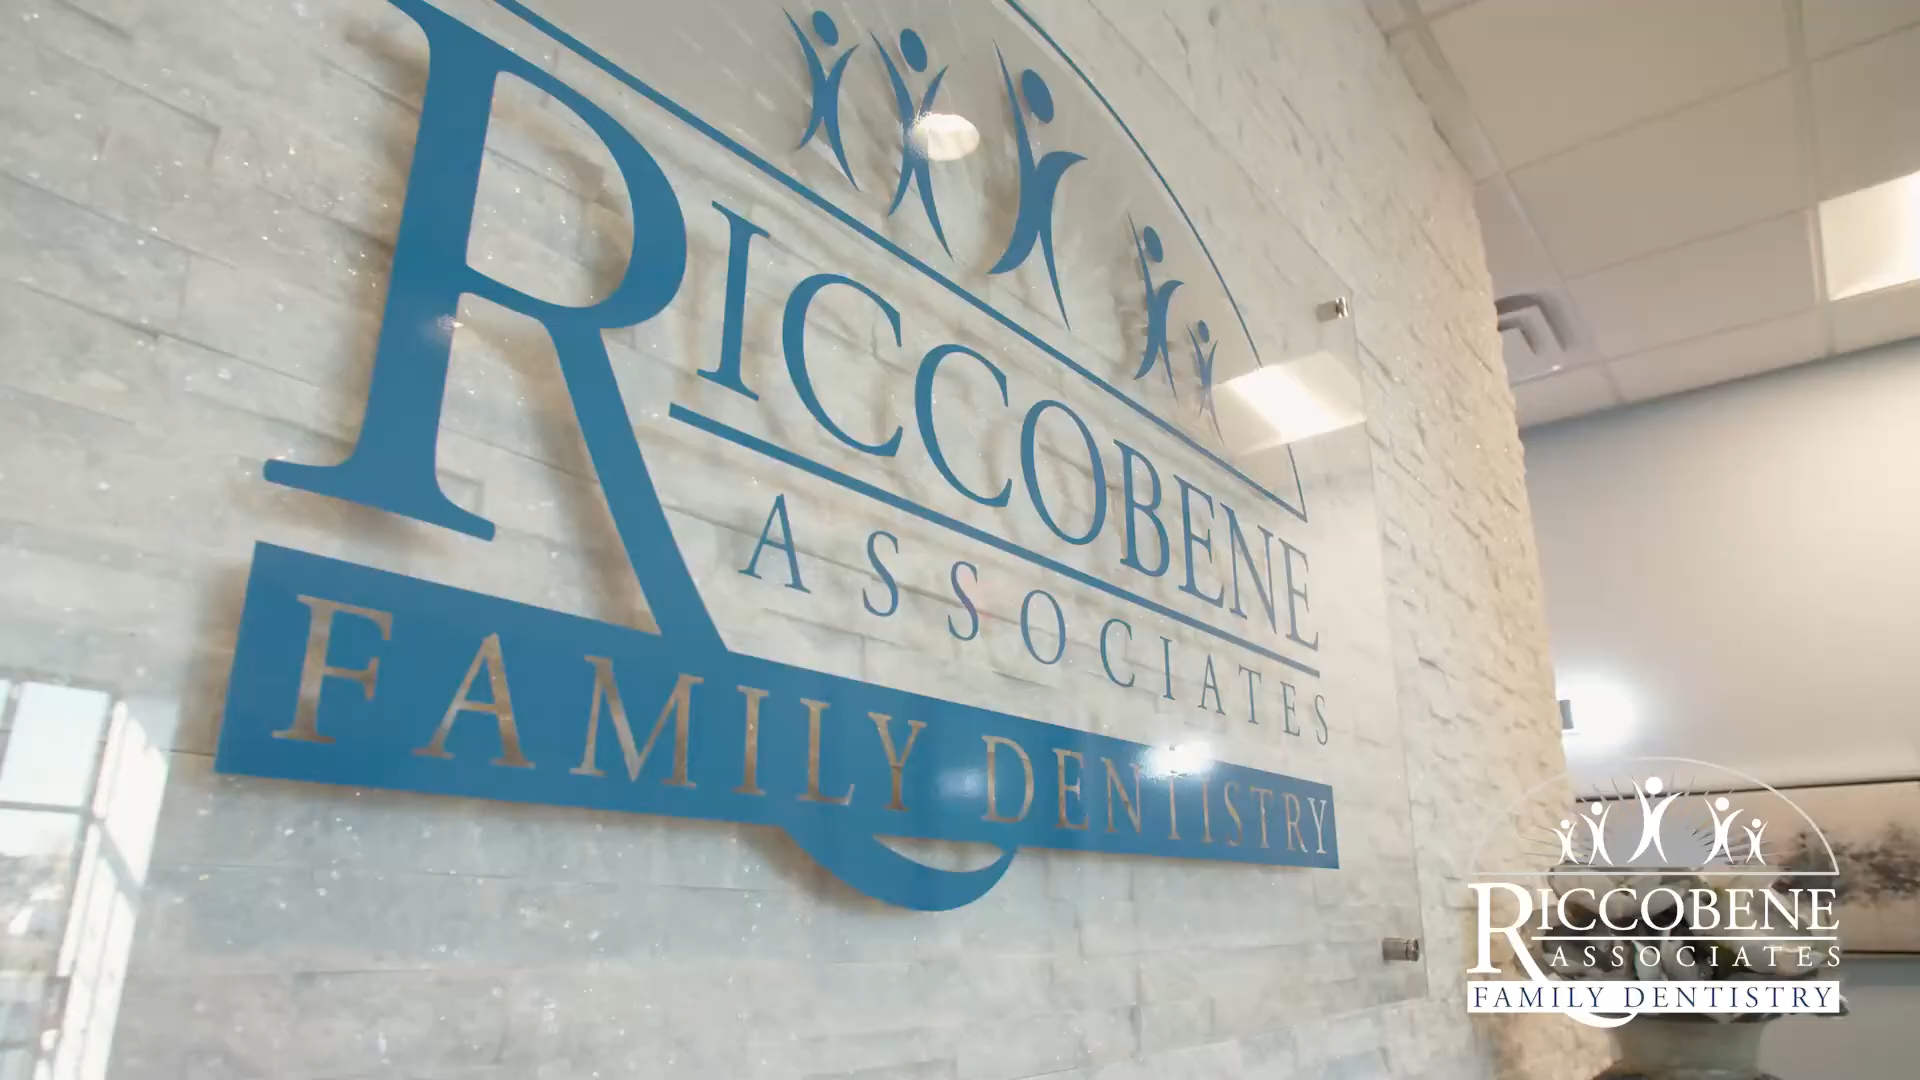 RICCOBENE
ASSOCIATES
FAMILY DENTISTRY
RICCOBENE
ASSOCIATES
FAMILY DENTISTRY